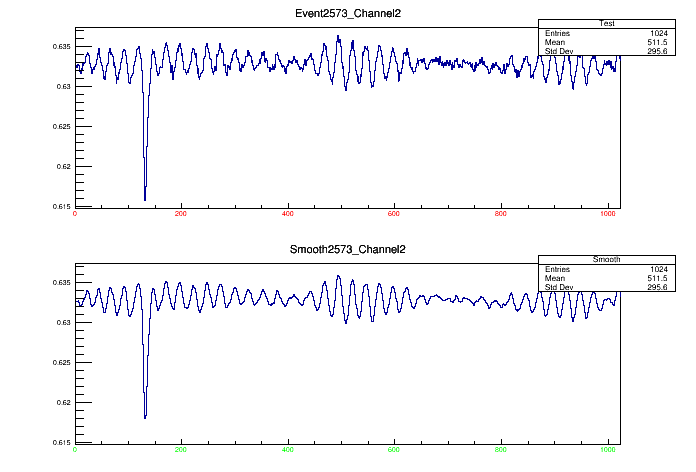 Event2573_Channel2
Test
Entries 1024
Mean 511.5
Std Dev 295.6
0.635
0.63
0.625
0.62
0.615
0 200 400 600 800 1000
Smooth2573_Channel2
Smooth
Entries 1024
Mean 511.5
Std Dev 295.6
0.635
0.63
0.625
0.62
0.615
0 200 400 600 800 1000